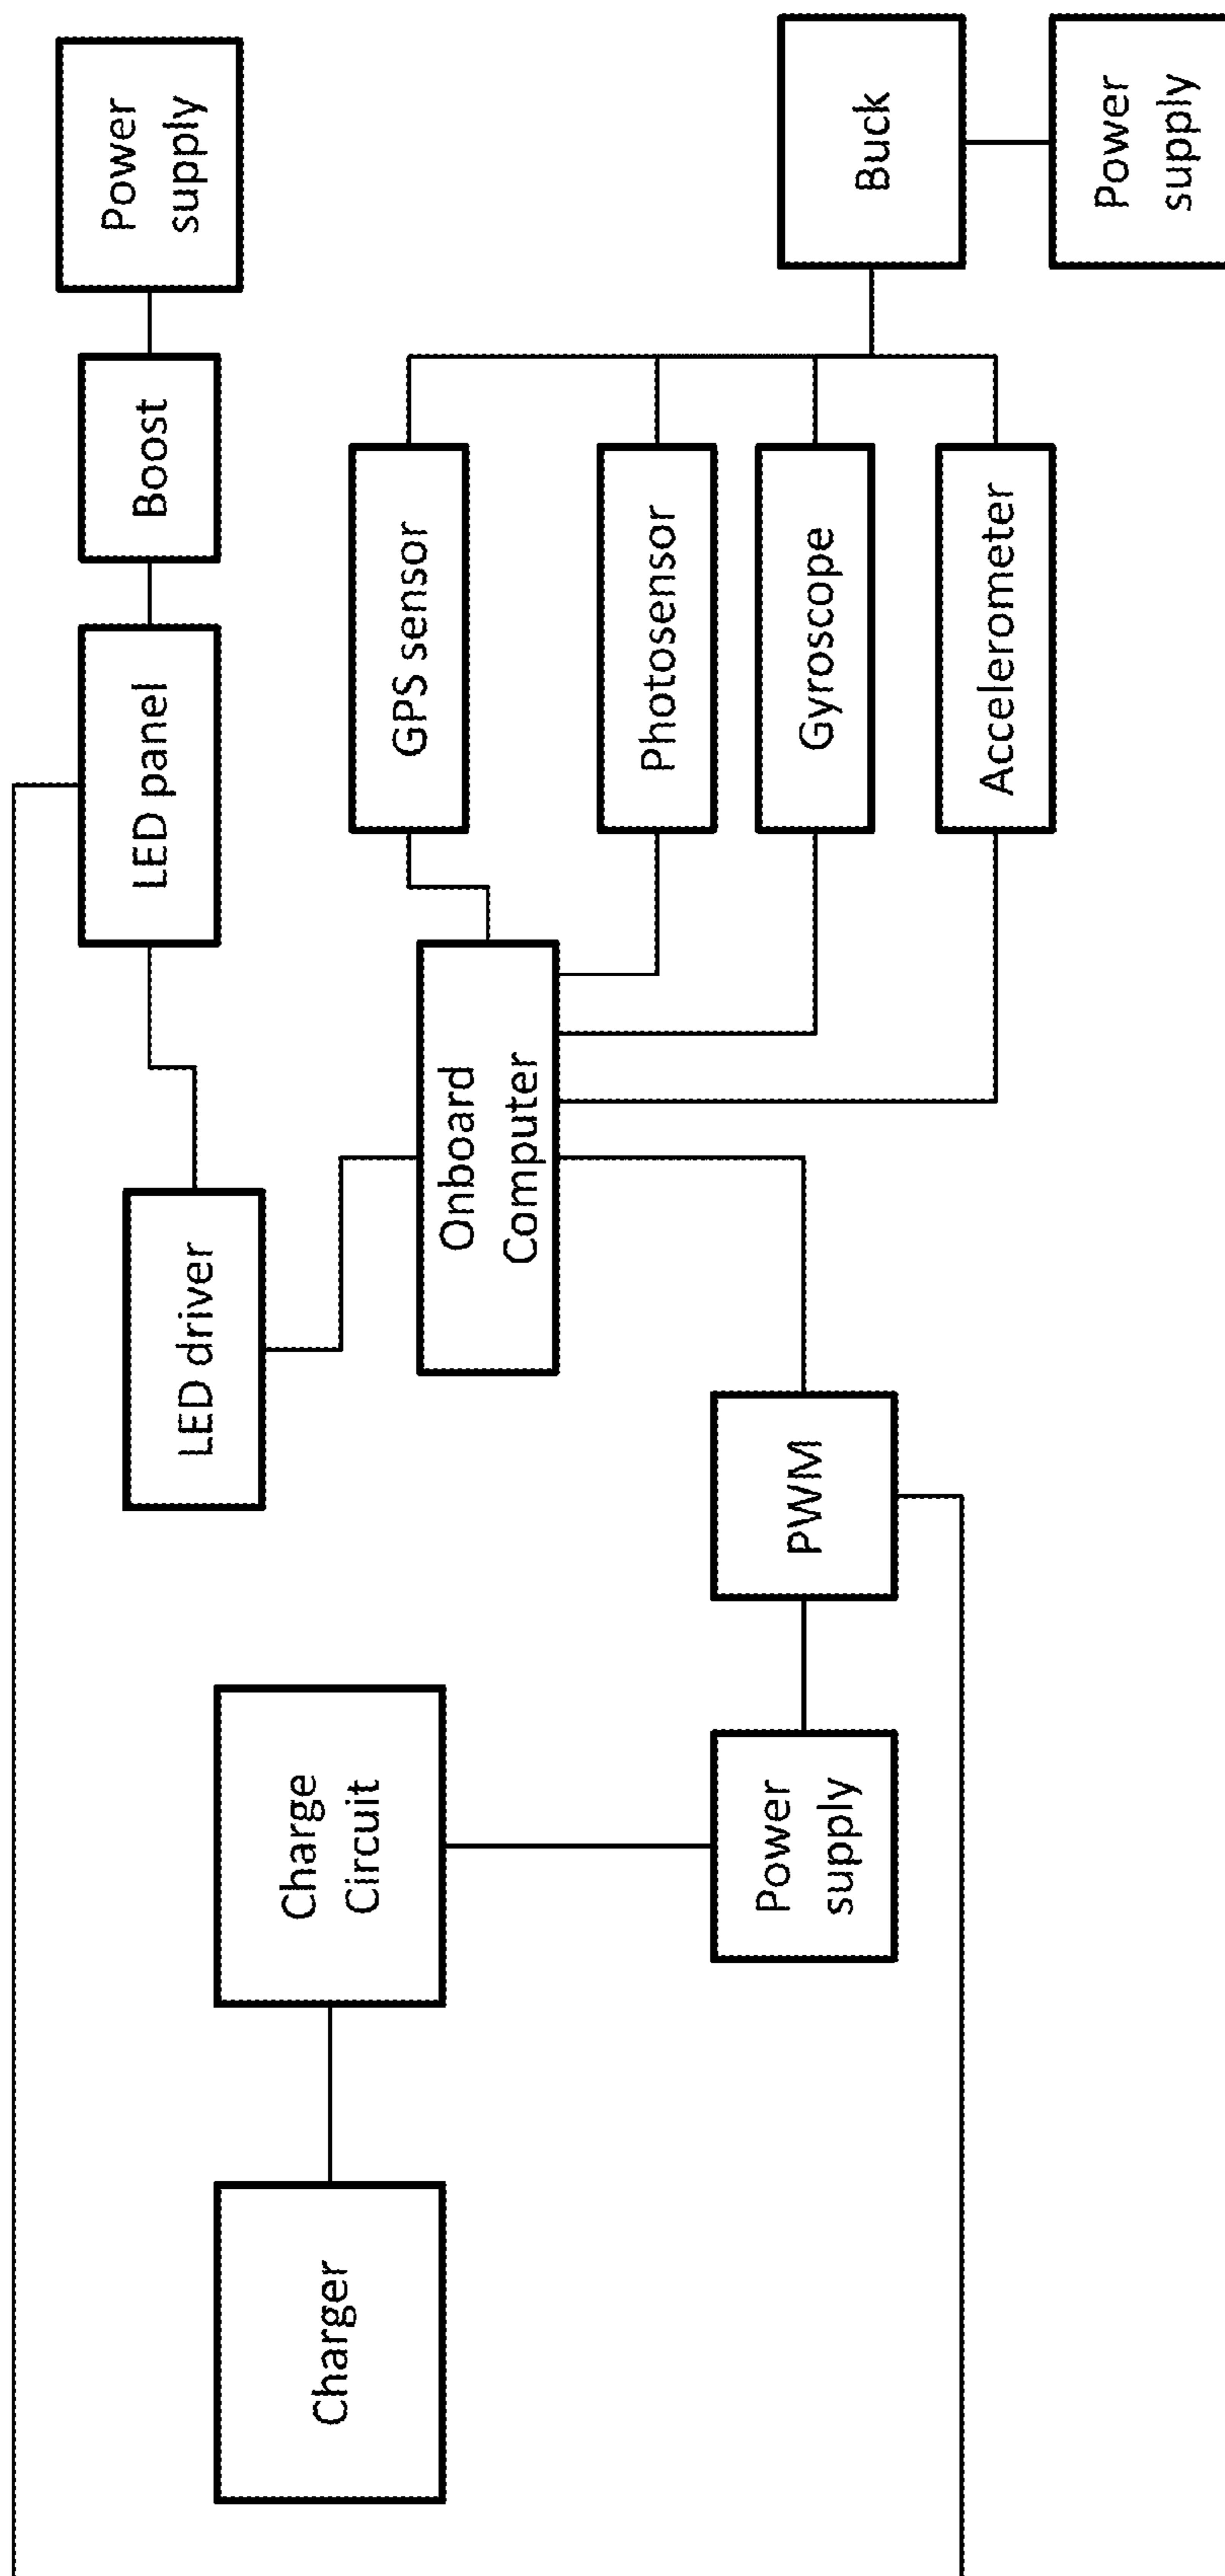 Power
supply
Boost
LED panel
LED driver
GPS sensor
Photosensor
Gyroscope
Accelerometer
Buck
Power
supply
Onboard
Computer
PWM
Power
supply
Charge
Circuit
Charger